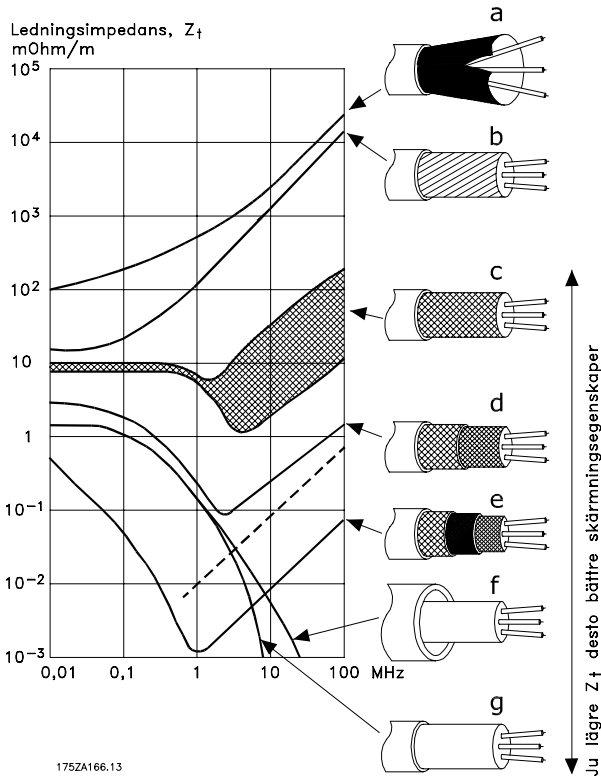 Ledningsimpedans, Zt
mOhm/m
a
10⁵
10⁴
b
10³
c
10²
10
d
1
10⁻¹
e
10⁻²
f
10⁻³
0,01 0,1 1 10 100 MHz
g
175ZA166.13
Ju lägre Zt desto bättre skärmningsegenskaper